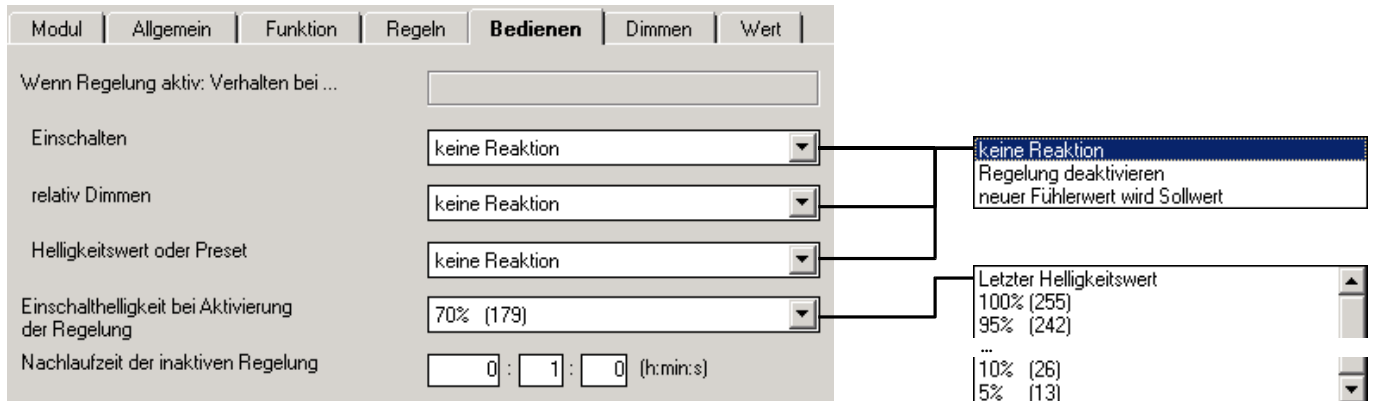 Modul Allgemein Funktion Regeln Bedienen Dimmen Wert
Wenn Regelung aktiv: Verhalten bei ...
Einschalten
keine Reaktion
relativ Dimmen
keine Reaktion
Helligkeitswert oder Preset
keine Reaktion
Einschalthelligkeit bei Aktivierung
der Regelung
70% (179)
Nachlaufzeit der inaktiven Regelung
0 : 1 : 0 (h:min:s)
keine Reaktion
Regelung deaktivieren
neuer Fühlerwert wird Sollwert
Letzter Helligkeitswert
100% (255)
95% (242)
...
10% (26)
5% (13)